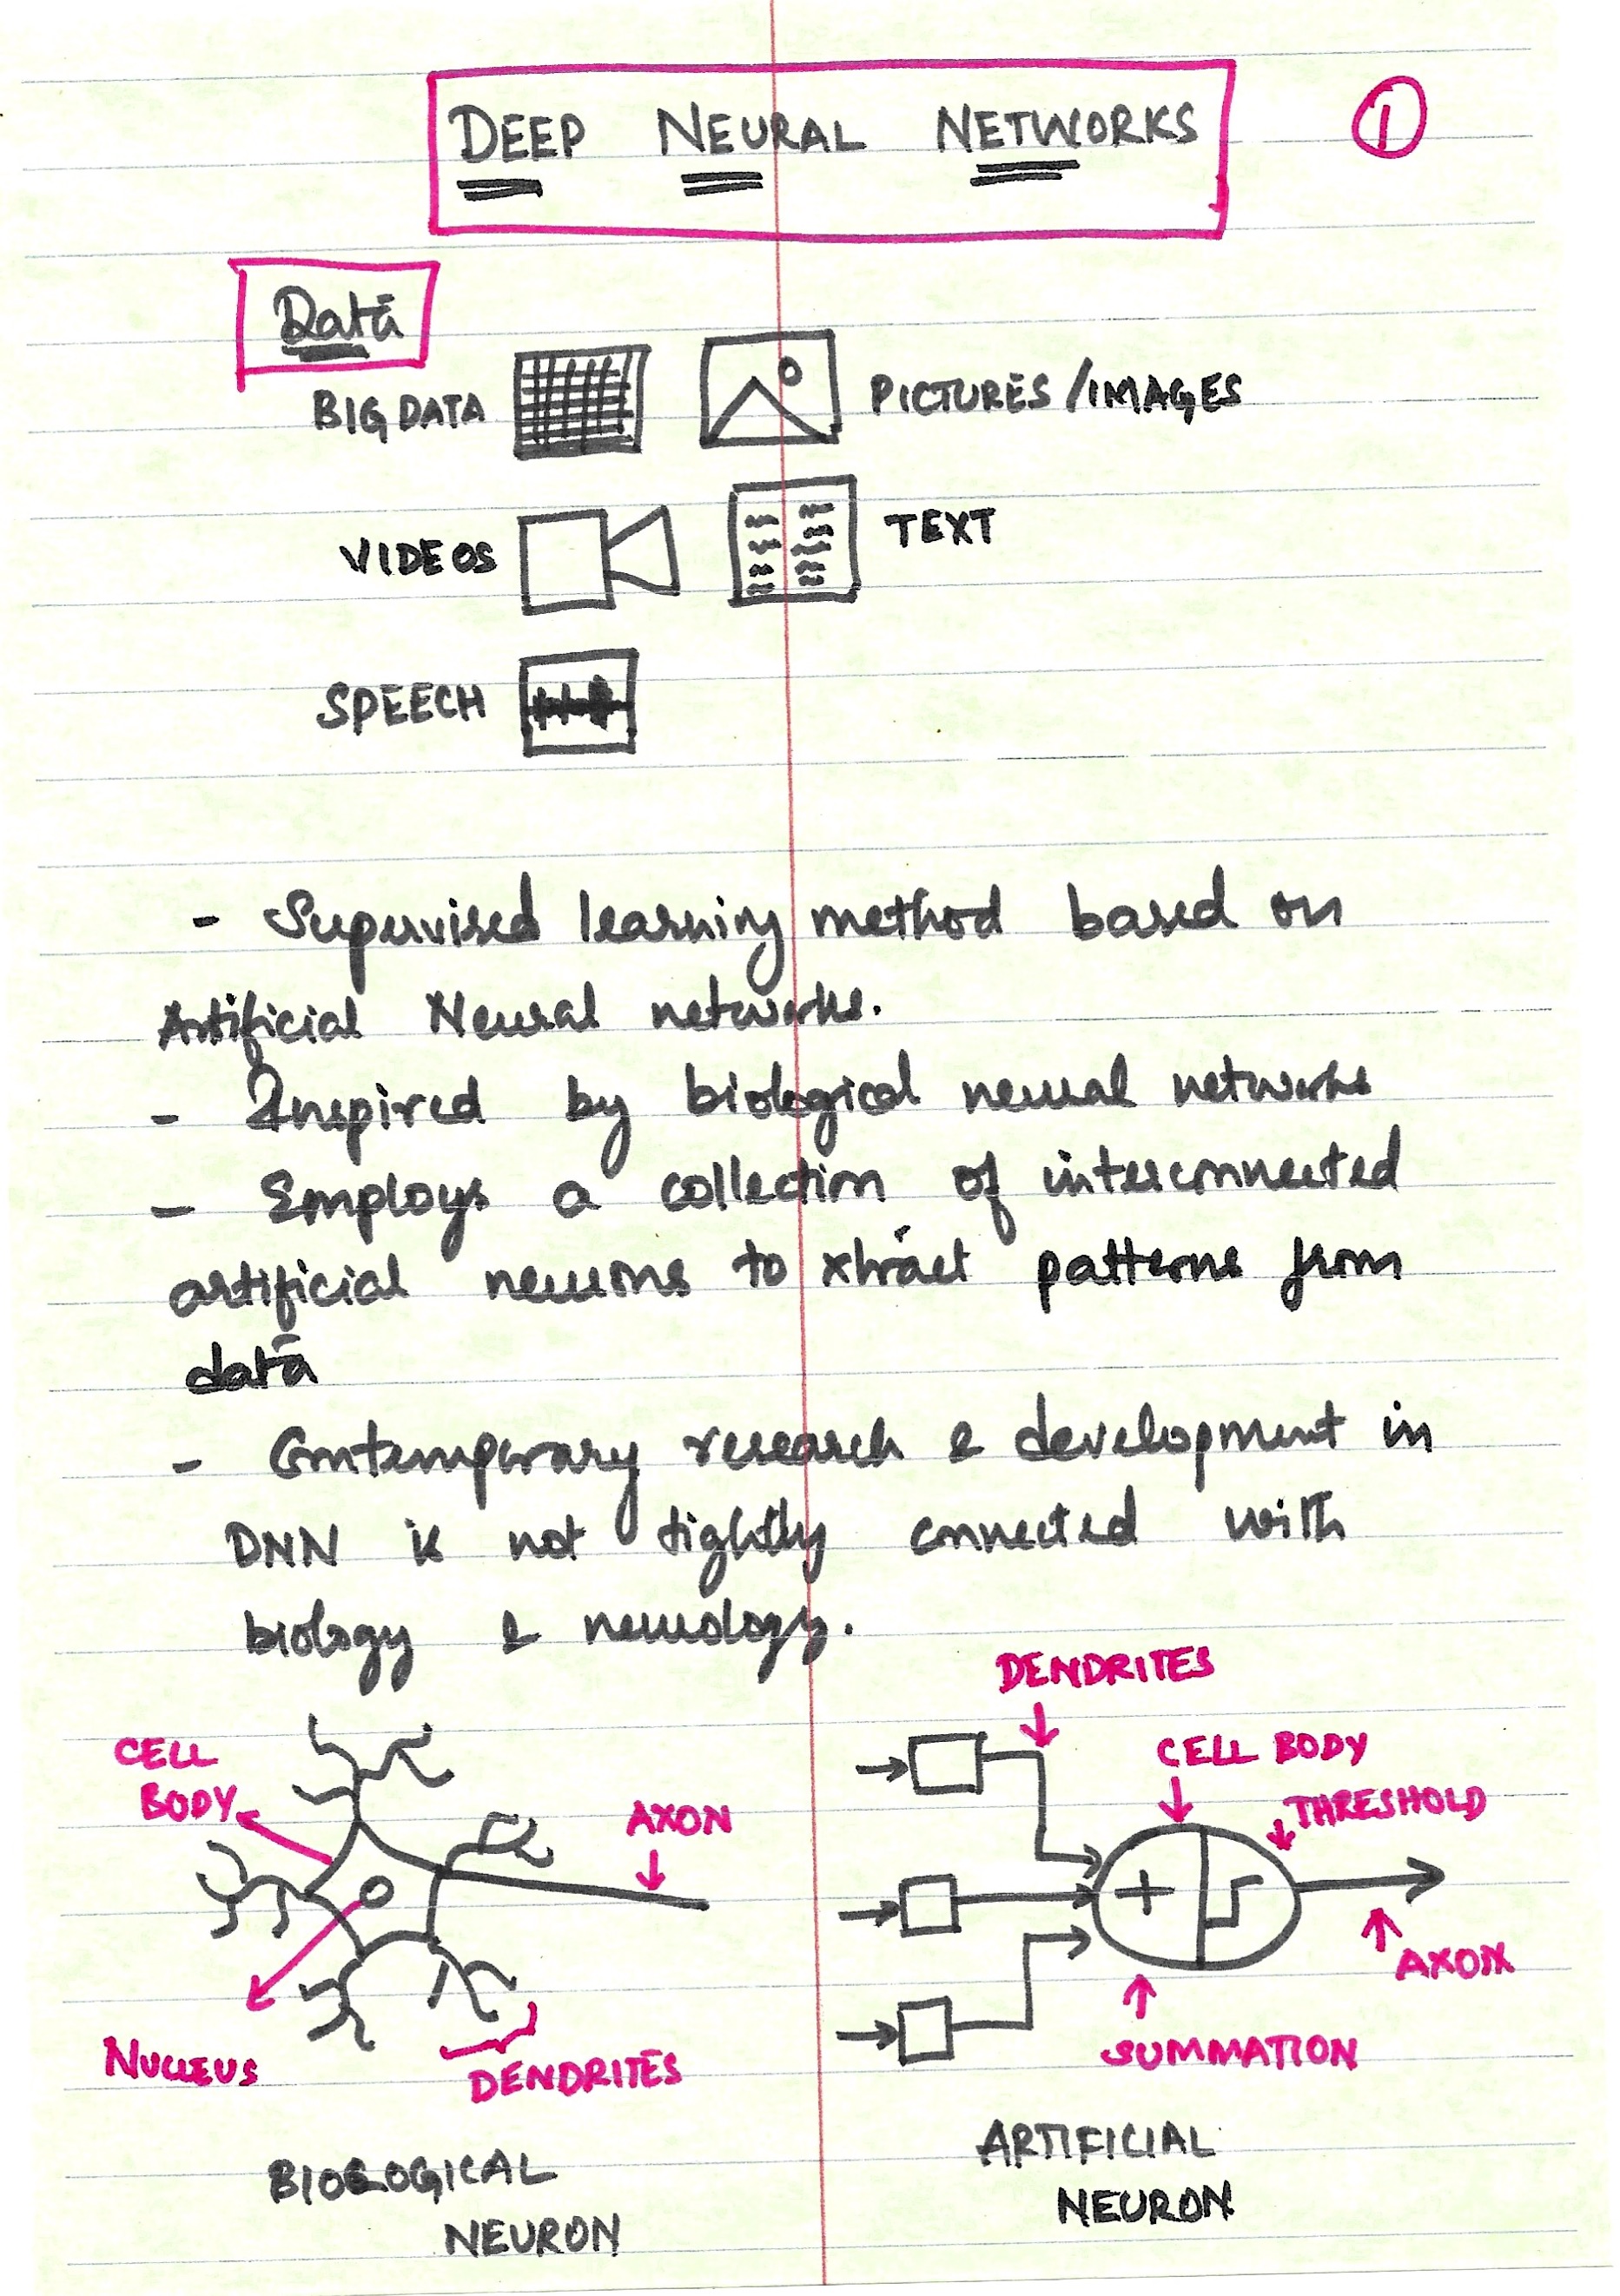 DEEP NEURAL NETWORKS
1
Data
BIG DATA
PICTURES/IMAGES
VIDEOS
TEXT
SPEECH
- Supervised learning method based on
Artificial Neural networks.
- Inspired by biological neural networks
- Employs a collection of interconnected
artificial neurons to xtract patterns from
data
- Contemporary research & development in
DNN is not tightly connected with
biology & neurology.
CELL
BODY
AXON
NUCLEUS
DENDRITES
BIOLOGICAL
NEURON
DENDRITES
CELL BODY
THRESHOLD
+
AXON
SUMMATION
ARTIFICIAL
NEURON